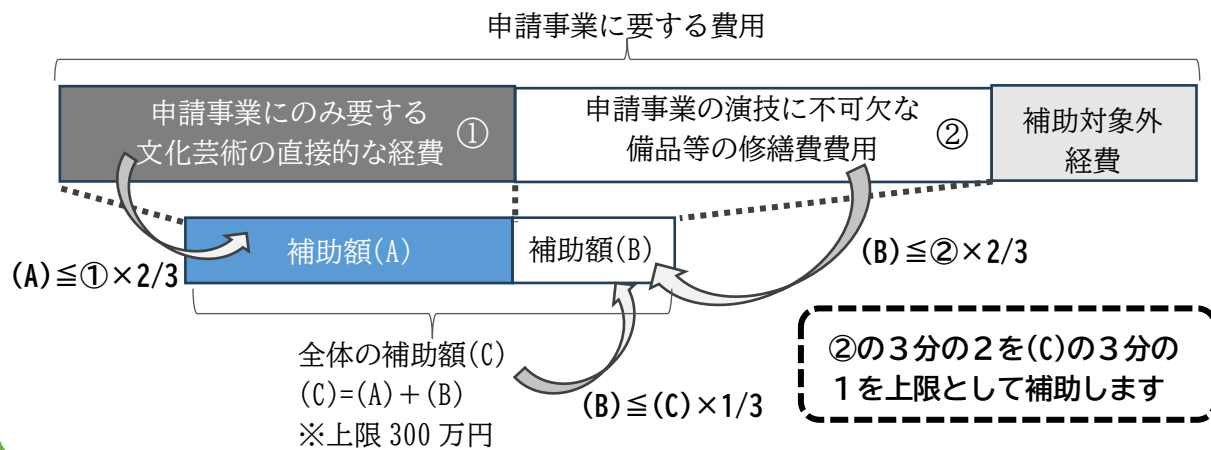 申請事業に要する費用
申請事業にのみ要する
文化芸術の直接的な経費 ①
申請事業の演技に不可欠な
備品等の修繕費費用 ②
補助対象外
経費
補助額(A)
補助額(B)
(A)≦①×2/3
(B)≦②×2/3
全体の補助額(C)
(C)=(A)+(B)
※上限 300 万円
(B)≦(C)×1/3
②の3分の2を(C)の3分の
1を上限として補助します